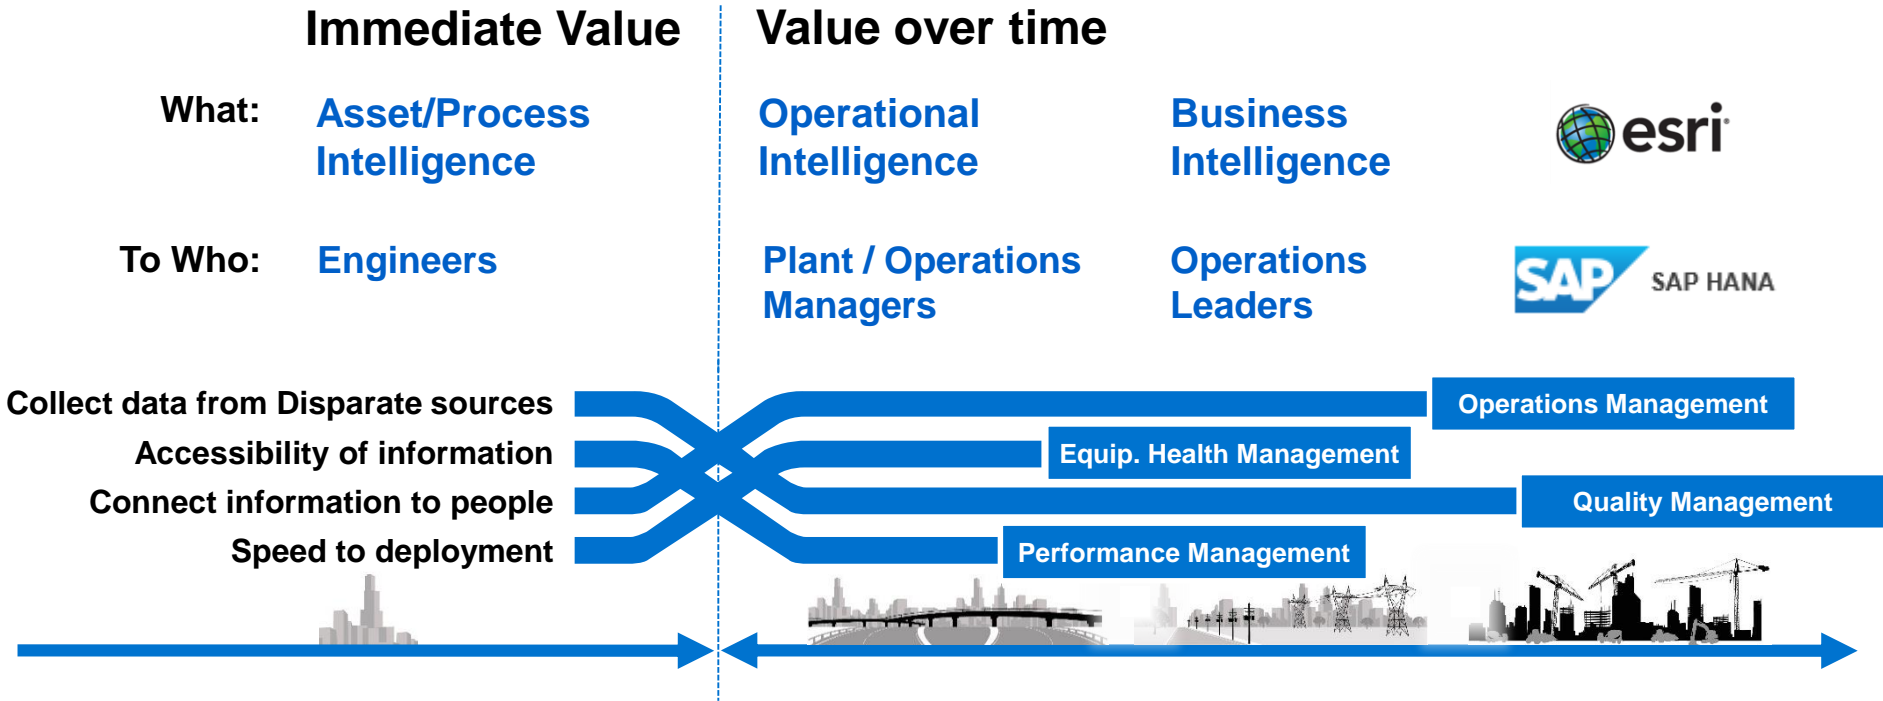 Immediate Value
Value over time
What:
Asset/Process
Intelligence
Operational
Intelligence
Business
Intelligence
esri
To Who:
Engineers
Plant / Operations
Managers
Operations
Leaders
SAP
SAP HANA
Collect data from Disparate sources
Accessibility of information
Connect information to people
Speed to deployment
Operations Management
Equip. Health Management
Quality Management
Performance Management